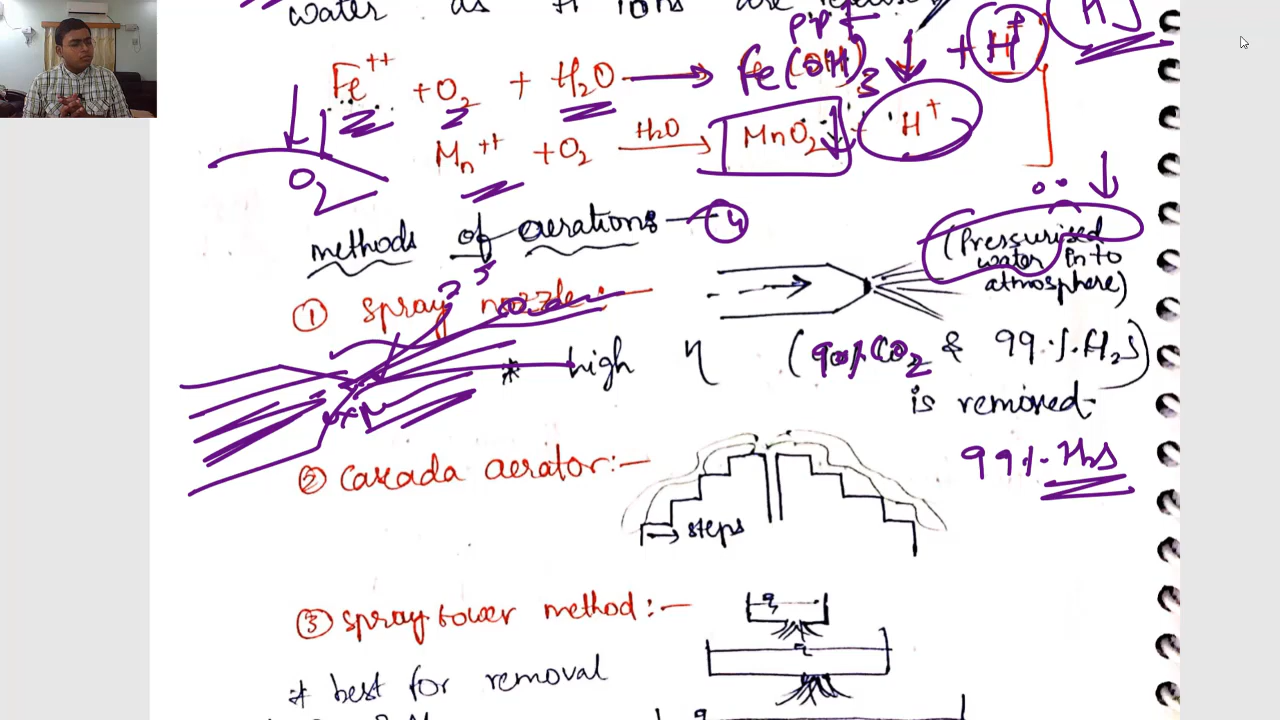 water as H ions are
Fe⁺⁺ + O₂ + H₂O → Fe(OH)₃ ↓ + H⁺
Mn⁺⁺ + O₂ H₂O → MnO₂ ↓ + H⁺
O₂
methods of aerations - 4
① spray nozzle:-
(Pressurised
water into
atmosphere)
* high η (90% CO₂ & 99% H₂S)
is removed
99% H₂S
② Cascada aerator:-
steps
③ spray tower method:-
* best for removal